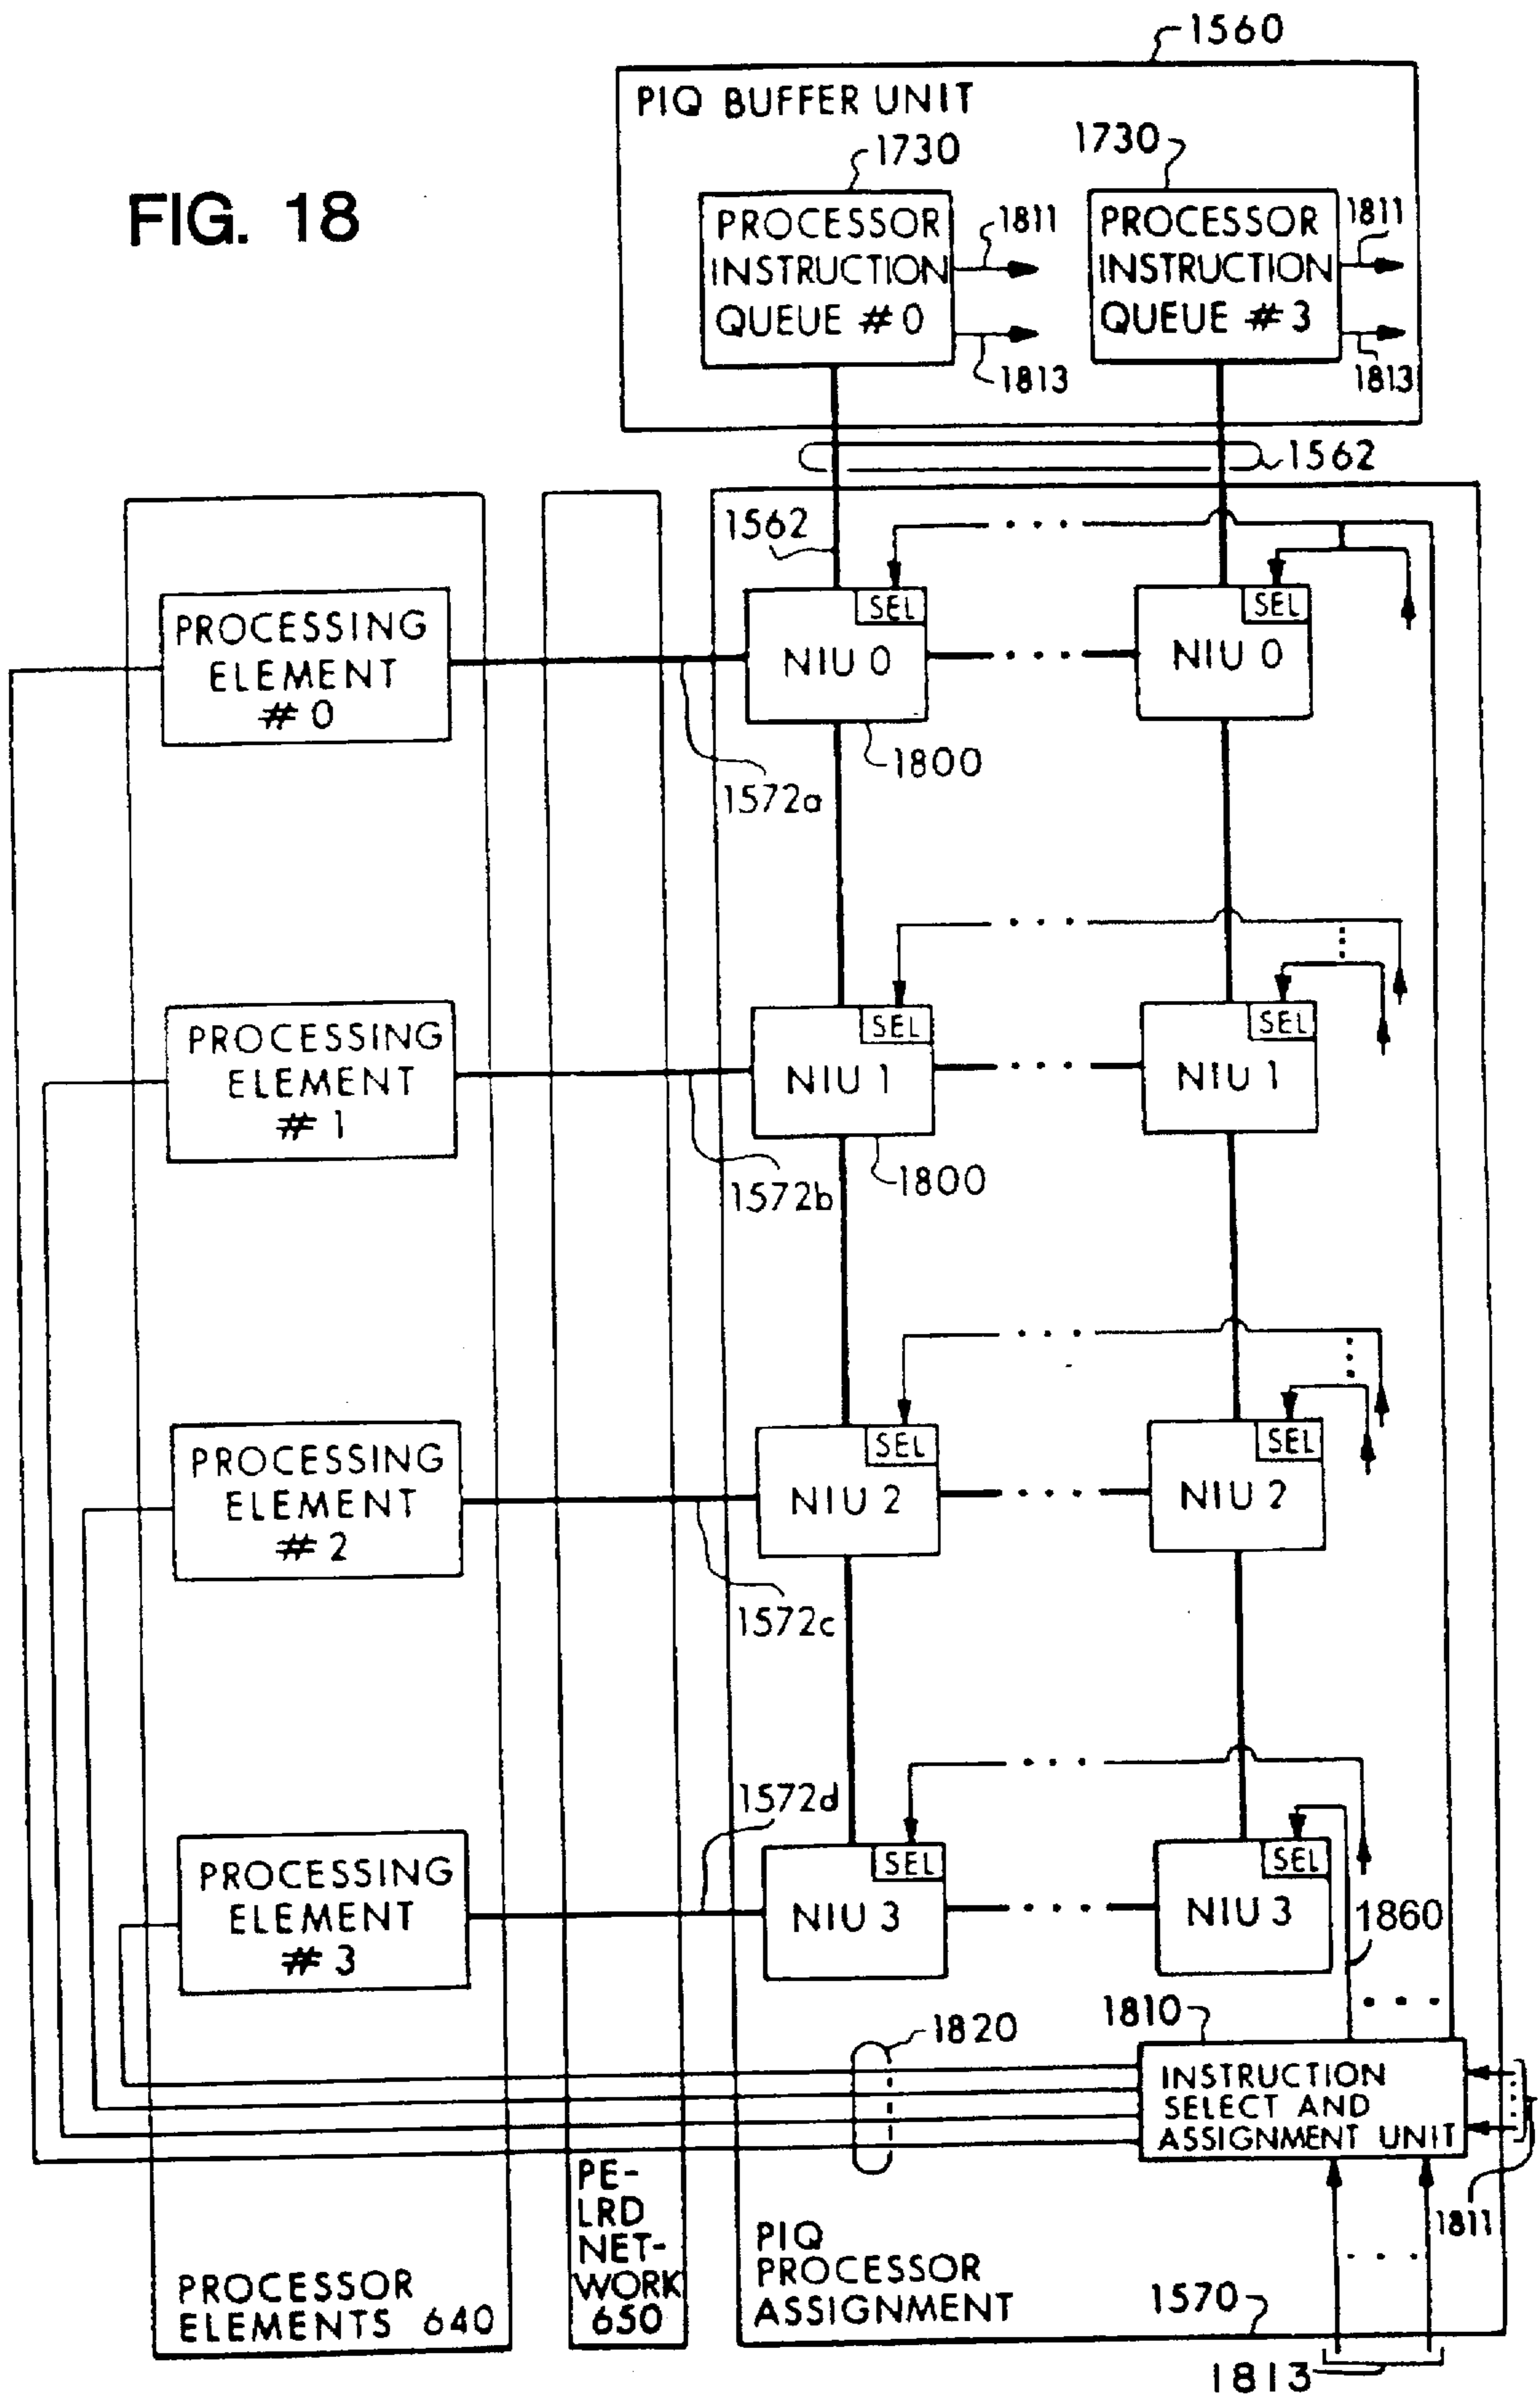 1560
PIQ BUFFER UNIT
1730
1730
FIG. 18
PROCESSOR
INSTRUCTION
QUEUE # 0
1811
1813
PROCESSOR
INSTRUCTION
QUEUE # 3
1811
1813
1562
1562
SEL
NIU 0
SEL
NIU 0
PROCESSING
ELEMENT
# 0
1800
1572a
SEL
NIU 1
SEL
NIU 1
PROCESSING
ELEMENT
# 1
1800
1572b
SEL
NIU 2
SEL
NIU 2
PROCESSING
ELEMENT
# 2
1572c
1572d
SEL
NIU 3
SEL
NIU 3
PROCESSING
ELEMENT
# 3
1860
1820
1810
INSTRUCTION
SELECT AND
ASSIGNMENT UNIT
1811
PROCESSOR
ELEMENTS 640
PE-
LRD
NET-
WORK
650
PIQ
PROCESSOR
ASSIGNMENT
1570
1813